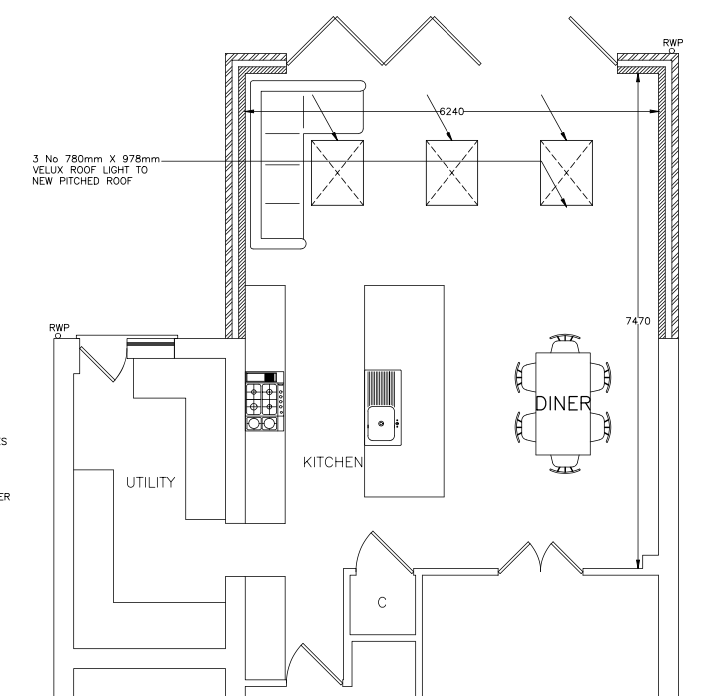 RWP
6240
3 No 780mm X 978mm
VELUX ROOF LIGHT TO
NEW PITCHED ROOF
7470
RWP
DINER
ES
KITCHEN
UTILITY
ER
C